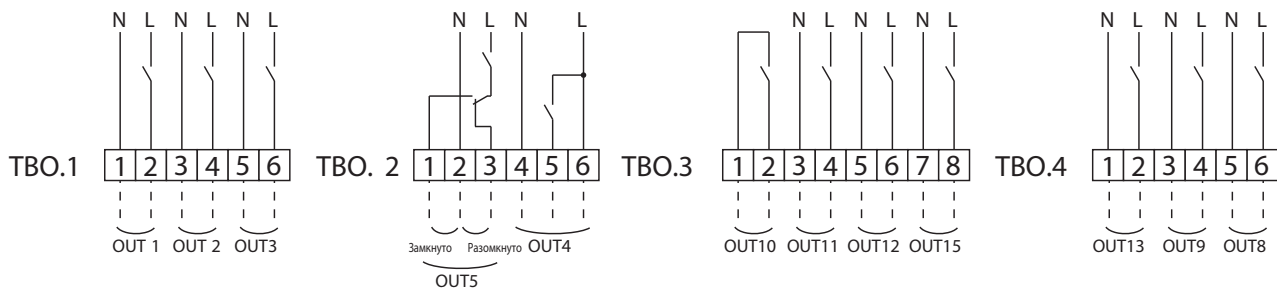 N L N L N L
N L N L
N L N L N L
N L N L N L
TBO.1 1 2 3 4 5 6
TBO. 2 1 2 3 4 5 6
TBO.3 1 2 3 4 5 6 7 8
TBO.4 1 2 3 4 5 6
OUT 1 OUT 2 OUT3
Замкнуто Разомкнуто OUT4
OUT5
OUT10 OUT11 OUT12 OUT15
OUT13 OUT9 OUT8